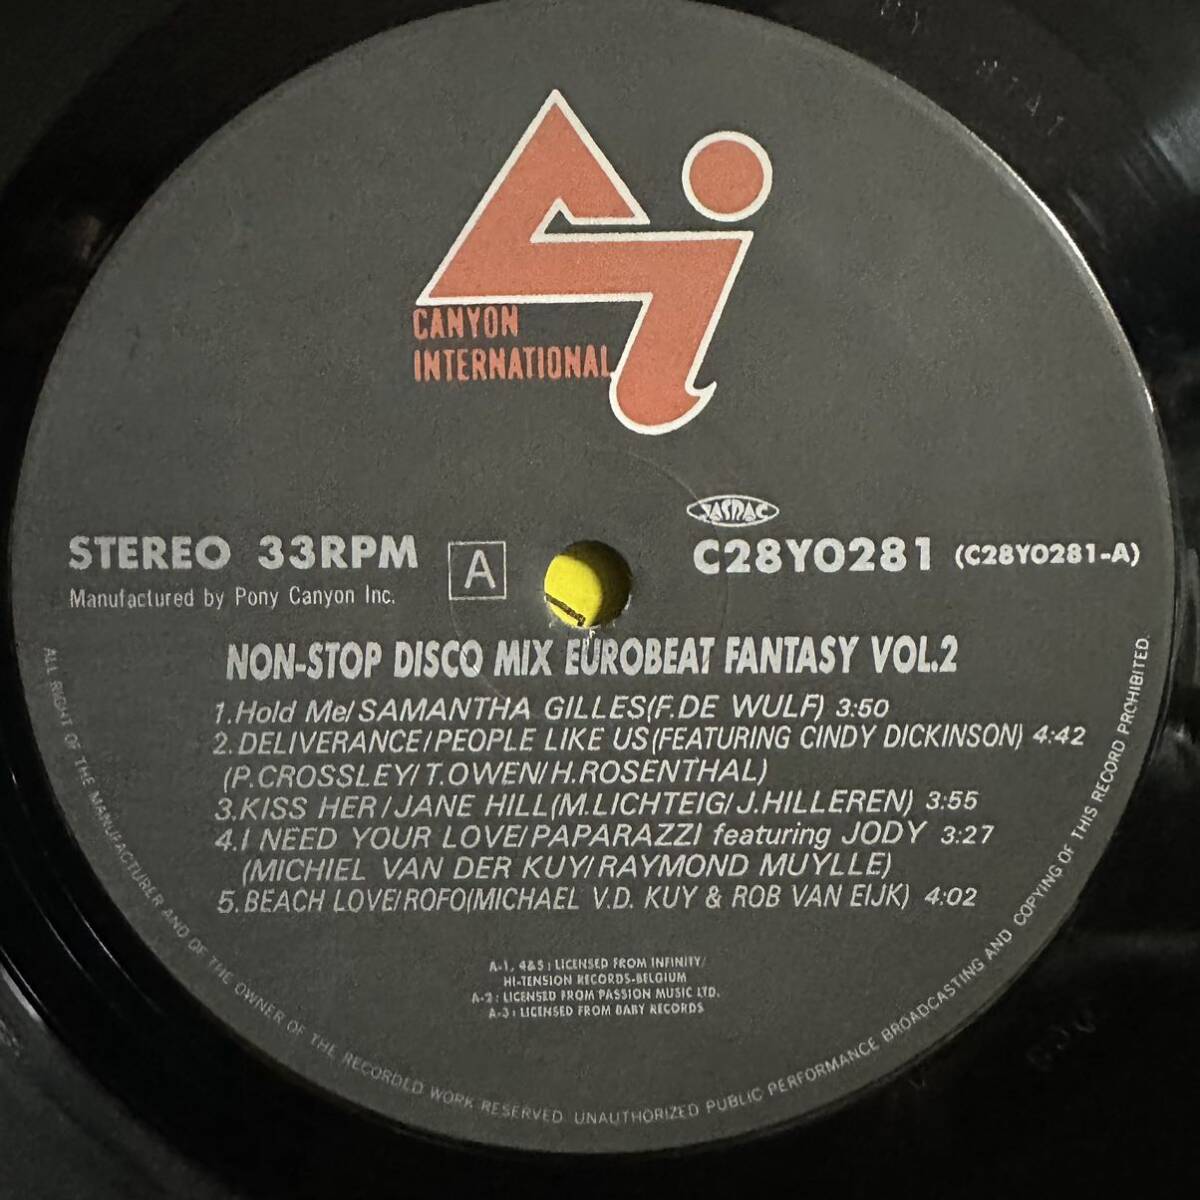 CANYON
INTERNATIONAL
JASRAC
STEREO 33RPM
A
C28Y0281 (C28Y0281-A)
Manufactured by Pony Canyon Inc.
NON-STOP DISCO MIX EUROBEAT FANTASY VOL.2
1.Hold Me/SAMANTHA GILLES(F.DE WULF) 3:50
2.DELIVERANCE/PEOPLE LIKE US(FEATURING CINDY DICKINSON) 4:42
(P.CROSSLEY/T.OWEN/H.ROSENTHAL)
3.KISS HER/JANE HILL(M.LICHTEIG/J.HILLEREN) 3:55
4.I NEED YOUR LOVE/PAPARAZZI featuring JODY 3:27
(MICHIEL VAN DER KUY/RAYMOND MUYLLE)
5.BEACH LOVE/ROFO(MICHAEL V.D. KUY & ROB VAN EIJK) 4:02
A-1, 4&5 : LICENSED FROM INFINITY/
HI-TENSION RECORDS-BELGIUM
A-2 : LICENSED FROM PASSION MUSIC LTD.
A-3 : LICENSED FROM BABY RECORDS
ALL RIGHT OF THE MANUFACTURER AND OF THE OWNER OF THE RECORDED WORK RESERVED. UNAUTHORIZED PUBLIC PERFORMANCE BROADCASTING AND COPYING OF THIS RECORD PROHIBITED.